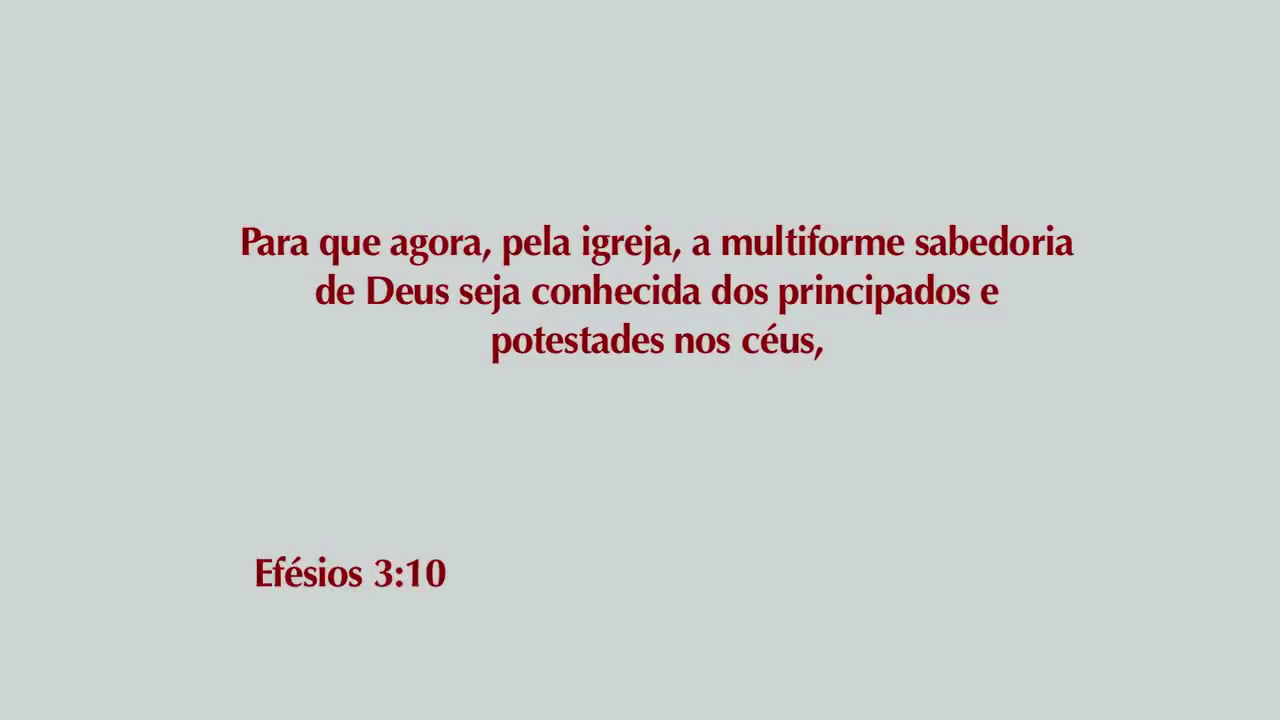 Para que agora, pela igreja, a multiforme sabedoria
de Deus seja conhecida dos principados e
potestades nos céus,
Efésios 3:10